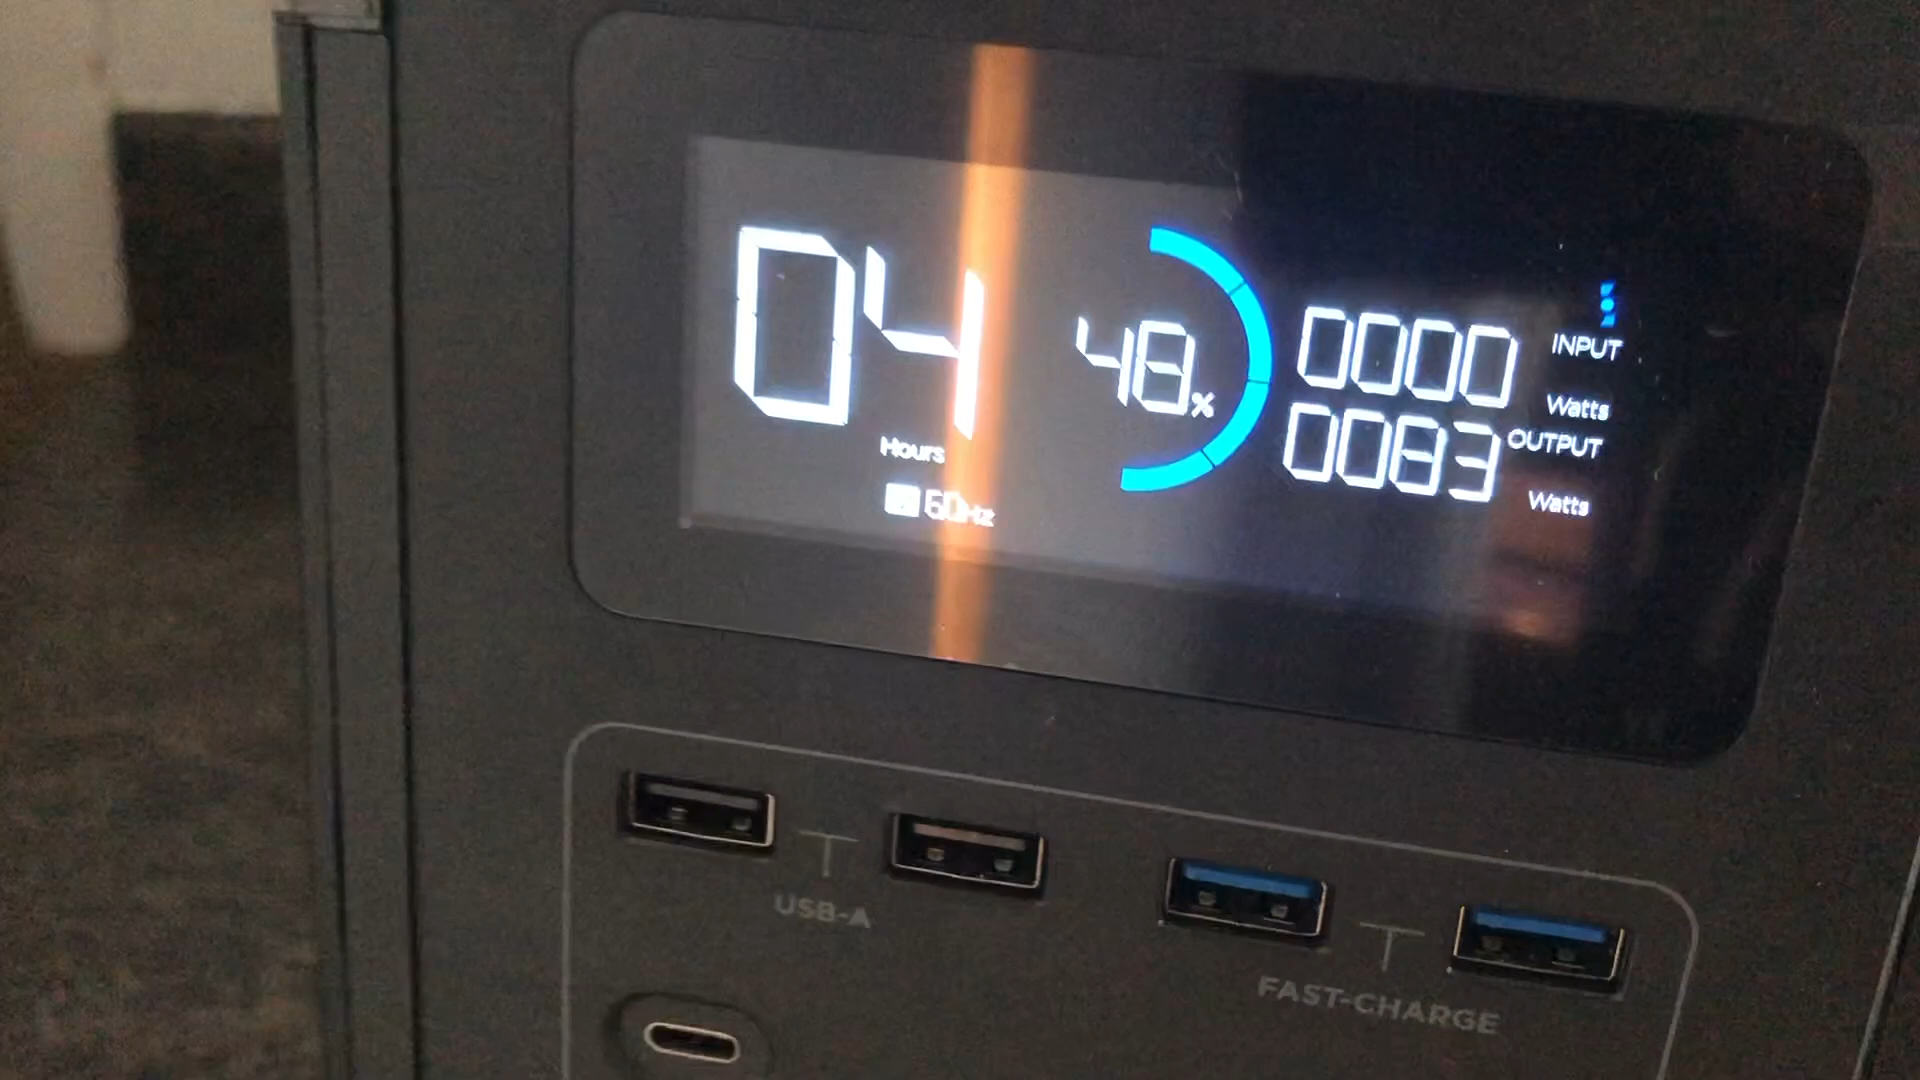 04
Hours
60Hz
48%
0000
INPUT
Watts
0083
OUTPUT
Watts
USB-A
FAST-CHARGE